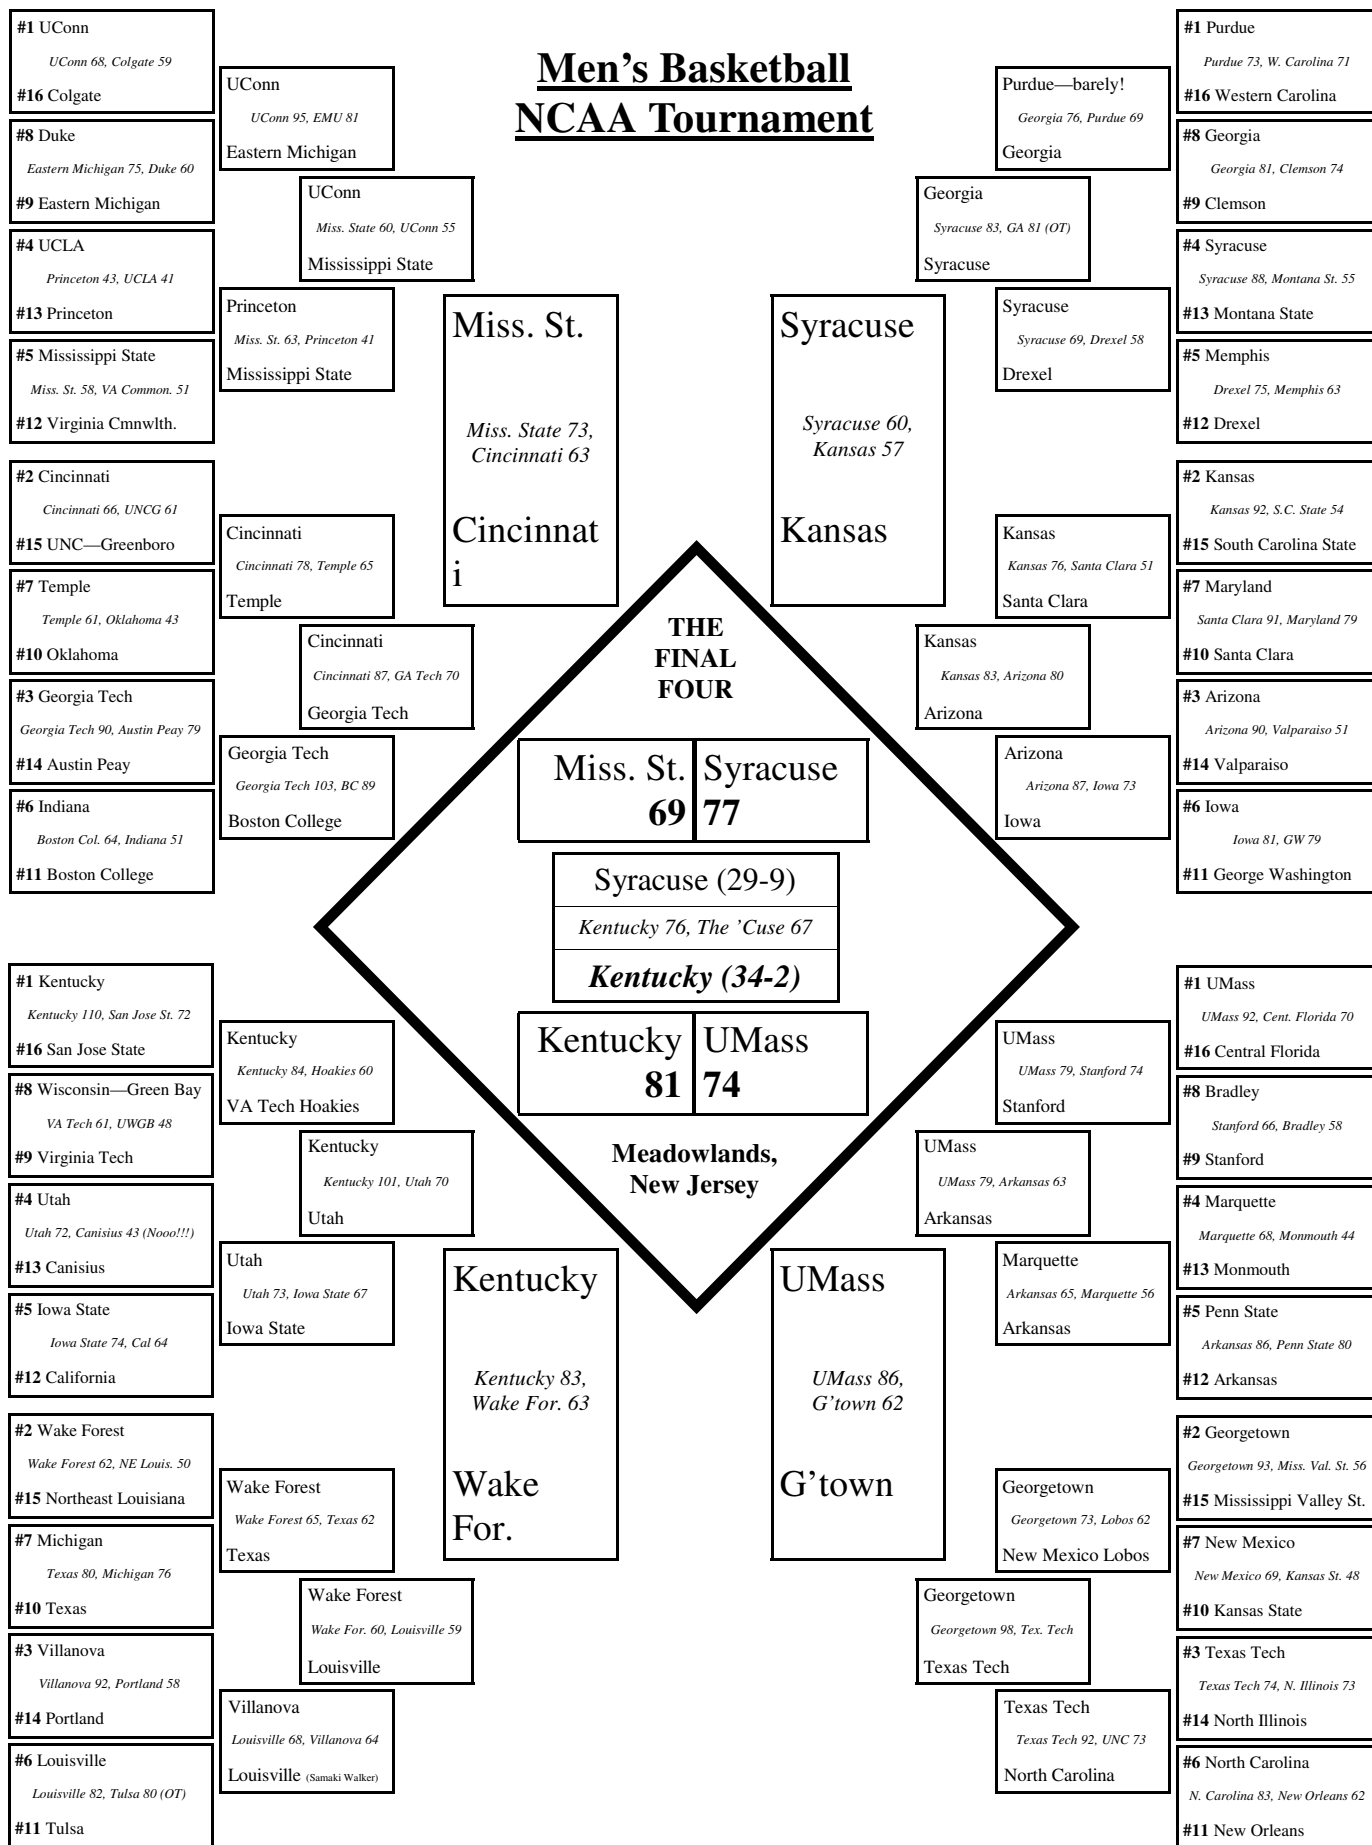 Men's Basketball
NCAA Tournament
#1 UConn
UConn 68, Colgate 59
#16 Colgate
#8 Duke
Eastern Michigan 75, Duke 60
#9 Eastern Michigan
#4 UCLA
Princeton 43, UCLA 41
#13 Princeton
#5 Mississippi State
Miss. St. 58, VA Common. 51
#12 Virginia Cmnwlth.
#2 Cincinnati
Cincinnati 66, UNCG 61
#15 UNC—Greenboro
#7 Temple
Temple 61, Oklahoma 43
#10 Oklahoma
#3 Georgia Tech
Georgia Tech 90, Austin Peay 79
#14 Austin Peay
#6 Indiana
Boston Col. 64, Indiana 51
#11 Boston College
UConn
UConn 95, EMU 81
Eastern Michigan
Princeton
Miss. St. 63, Princeton 41
Mississippi State
Cincinnati
Cincinnati 78, Temple 65
Temple
Georgia Tech
Georgia Tech 103, BC 89
Boston College
UConn
Miss. State 60, UConn 55
Mississippi State
Cincinnati
Cincinnati 87, GA Tech 70
Georgia Tech
Miss. St.
Miss. State 73,
Cincinnati 63
Cincinnat
i
#1 Purdue
Purdue 73, W. Carolina 71
#16 Western Carolina
#8 Georgia
Georgia 81, Clemson 74
#9 Clemson
#4 Syracuse
Syracuse 88, Montana St. 55
#13 Montana State
#5 Memphis
Drexel 75, Memphis 63
#12 Drexel
#2 Kansas
Kansas 92, S.C. State 54
#15 South Carolina State
#7 Maryland
Santa Clara 91, Maryland 79
#10 Santa Clara
#3 Arizona
Arizona 90, Valparaiso 51
#14 Valparaiso
#6 Iowa
Iowa 81, GW 79
#11 George Washington
Purdue—barely!
Georgia 76, Purdue 69
Georgia
Syracuse
Syracuse 69, Drexel 58
Drexel
Kansas
Kansas 76, Santa Clara 51
Santa Clara
Arizona
Arizona 87, Iowa 73
Iowa
Georgia
Syracuse 83, GA 81 (OT)
Syracuse
Kansas
Kansas 83, Arizona 80
Arizona
Syracuse
Syracuse 60,
Kansas 57
Kansas
THE
FINAL
FOUR
Miss. St. Syracuse
69 77
Syracuse (29-9)
Kentucky 76, The 'Cuse 67
Kentucky (34-2)
Kentucky UMass
81 74
Meadowlands,
New Jersey
#1 Kentucky
Kentucky 110, San Jose St. 72
#16 San Jose State
#8 Wisconsin—Green Bay
VA Tech 61, UWGB 48
#9 Virginia Tech
#4 Utah
Utah 72, Canisius 43 (Nooo!!!)
#13 Canisius
#5 Iowa State
Iowa State 74, Cal 64
#12 California
#2 Wake Forest
Wake Forest 62, NE Louis. 50
#15 Northeast Louisiana
#7 Michigan
Texas 80, Michigan 76
#10 Texas
#3 Villanova
Villanova 92, Portland 58
#14 Portland
#6 Louisville
Louisville 82, Tulsa 80 (OT)
#11 Tulsa
Kentucky
Kentucky 84, Hoakies 60
VA Tech Hoakies
Utah
Utah 73, Iowa State 67
Iowa State
Wake Forest
Wake Forest 65, Texas 62
Texas
Villanova
Louisville 68, Villanova 64
Louisville (Samaki Walker)
Kentucky
Kentucky 101, Utah 70
Utah
Wake Forest
Wake For. 60, Louisville 59
Louisville
Kentucky
Kentucky 83,
Wake For. 63
Wake
For.
#1 UMass
UMass 92, Cent. Florida 70
#16 Central Florida
#8 Bradley
Stanford 66, Bradley 58
#9 Stanford
#4 Marquette
Marquette 68, Monmouth 44
#13 Monmouth
#5 Penn State
Arkansas 86, Penn State 80
#12 Arkansas
#2 Georgetown
Georgetown 93, Miss. Val. St. 56
#15 Mississippi Valley St.
#7 New Mexico
New Mexico 69, Kansas St. 48
#10 Kansas State
#3 Texas Tech
Texas Tech 74, N. Illinois 73
#14 North Illinois
#6 North Carolina
N. Carolina 83, New Orleans 62
#11 New Orleans
UMass
UMass 79, Stanford 74
Stanford
Marquette
Arkansas 65, Marquette 56
Arkansas
Georgetown
Georgetown 73, Lobos 62
New Mexico Lobos
Texas Tech
Texas Tech 92, UNC 73
North Carolina
UMass
UMass 79, Arkansas 63
Arkansas
Georgetown
Georgetown 98, Tex. Tech
Texas Tech
UMass
UMass 86,
G'town 62
G'town